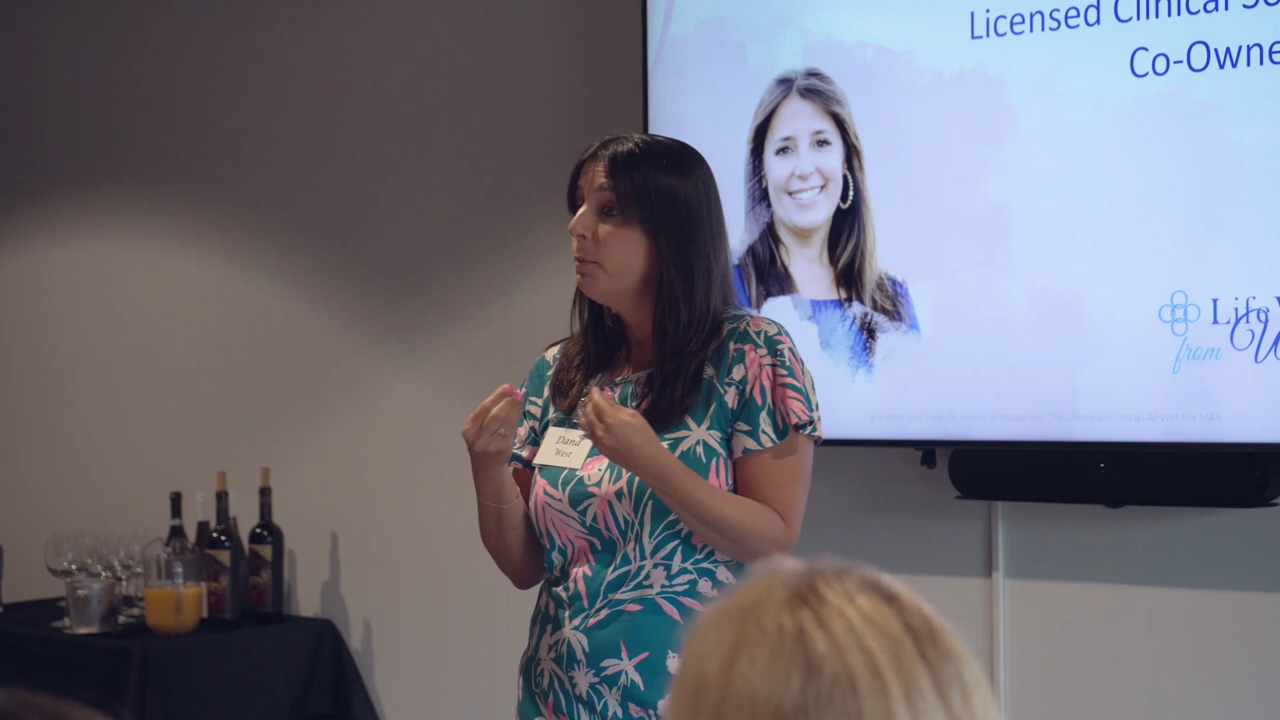 Licensed Clinical So
Co-Owne
Life W
from
Dana
West